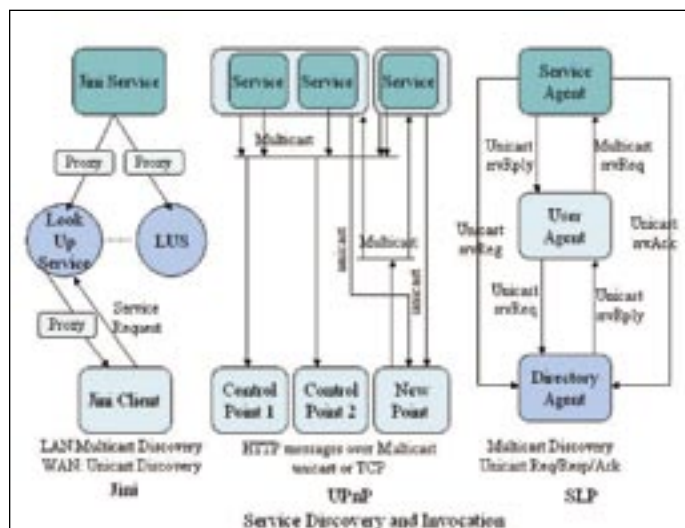 Jini Service
Proxy
Proxy
Look
Up
Service
LUS
Proxy
Service
Request
Jini Client
LAN:Multicast Discovery
WAN: Unicast Discovery
Jini
Service
Service
Service
Multicast
unicast
Multicast
unicast
Control
Point 1
Control
Point 2
New
Point
HTTP messages over Multicast
unicast or TCP
UPnP
Service
Agent
Unicast
srvRply
Multicast
srvReq
User
Agent
Unicast
srvReg
Unicast
srvAck
Unicast
srvReq
Unicast
srvRply
Directory
Agent
Multicast Discovery
Unicast Req/Resp/Ack
SLP
Service Discovery and Invocation